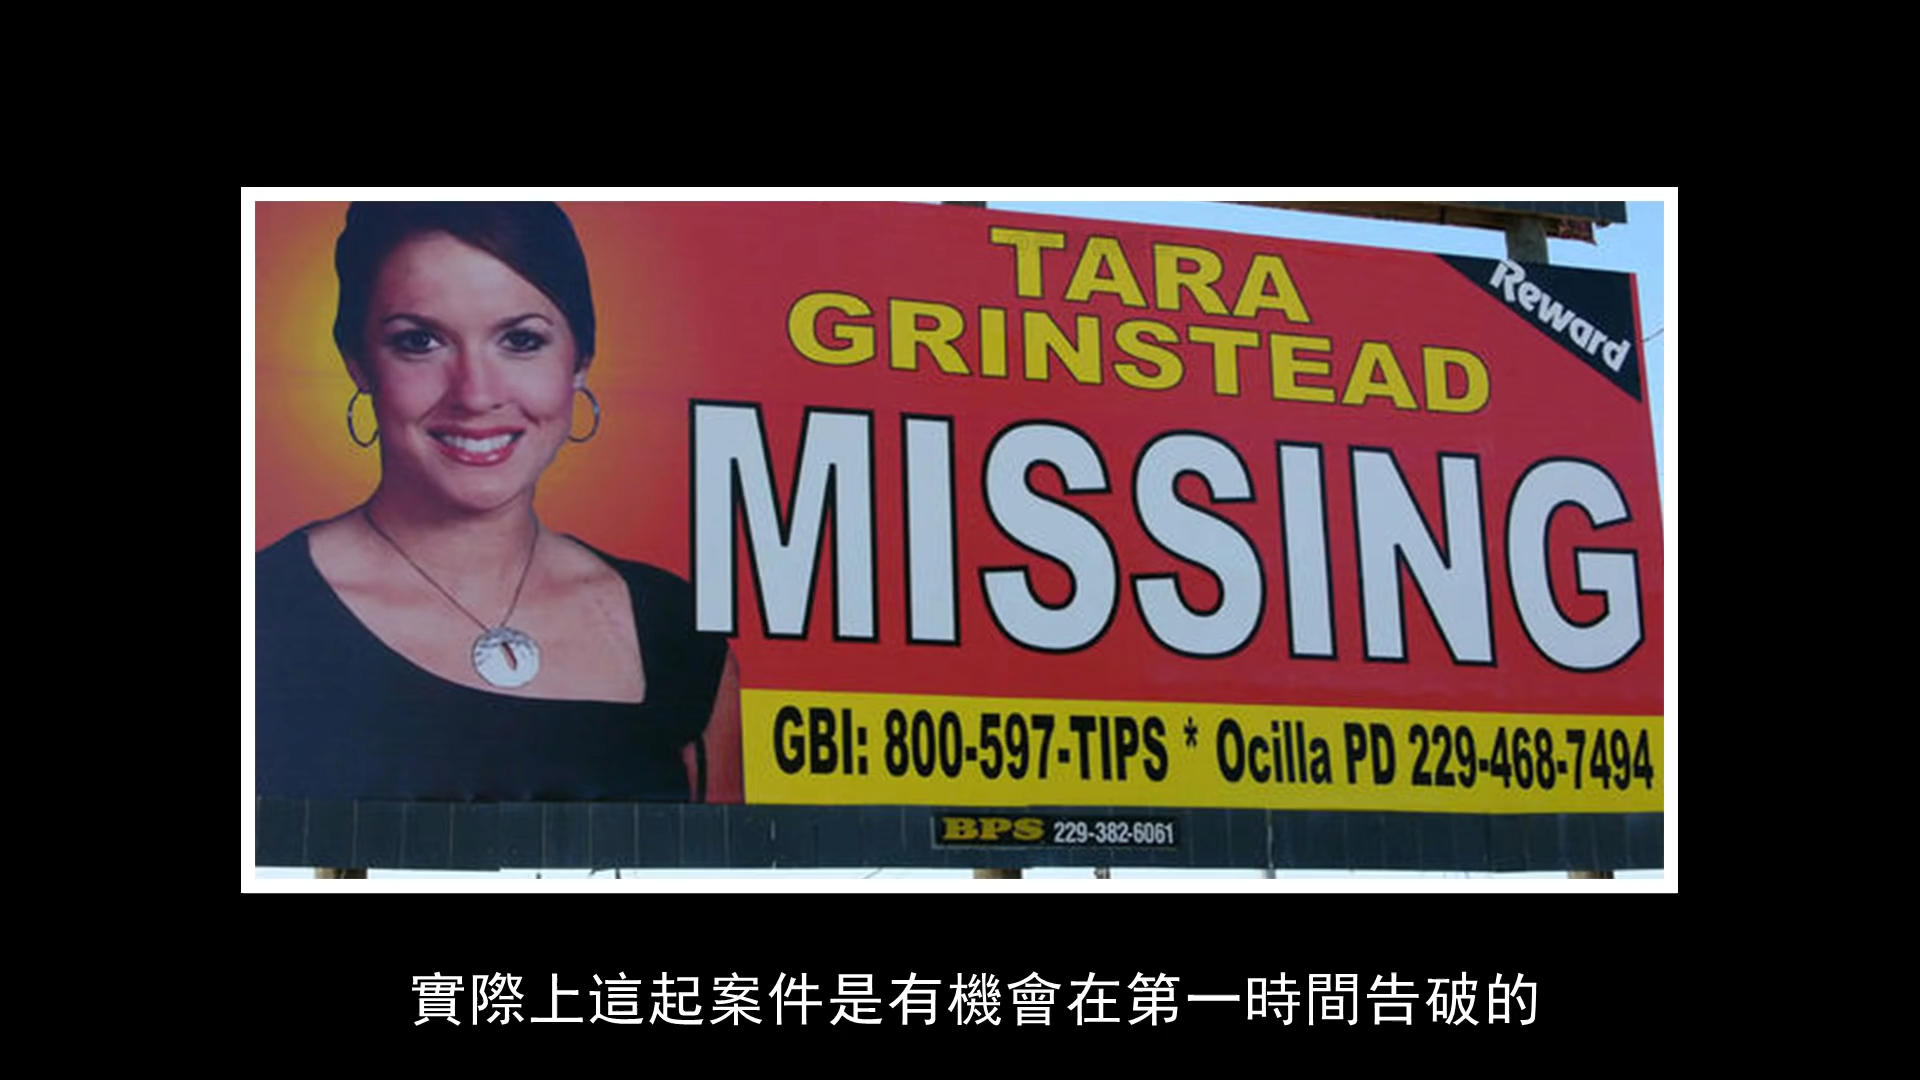 TARA
GRINSTEAD
Reward
MISSING
GBI: 800-597-TIPS * Ocilla PD 229-468-7494
BPS 229-382-6061
實際上這起案件是有機會在第一時間告破的